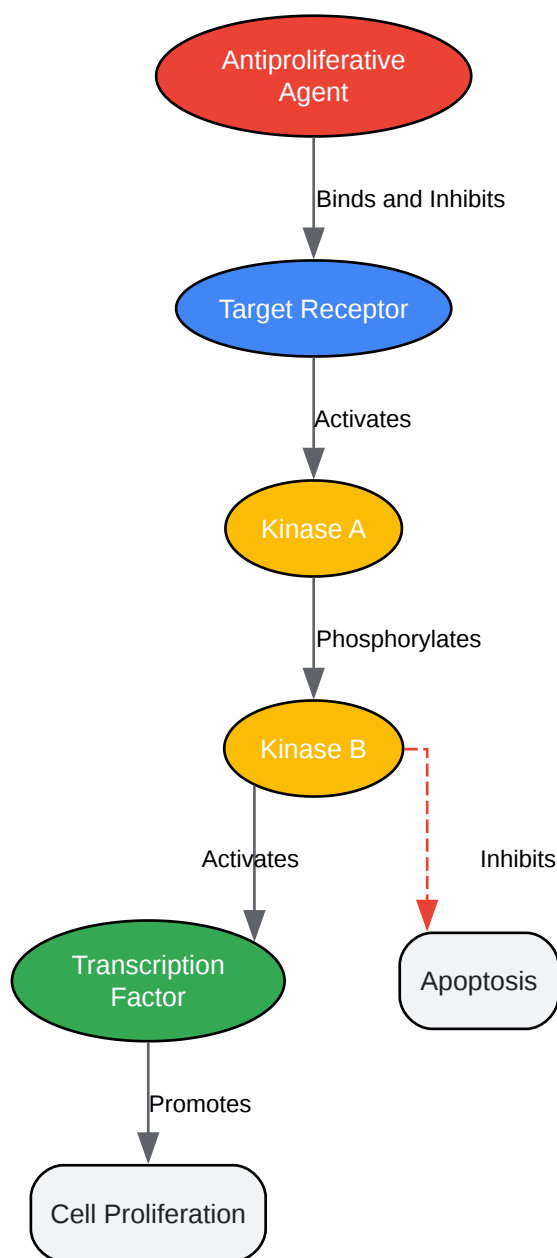 Antiproliferative
Agent
Binds and Inhibits
Target Receptor
Activates
Kinase A
Phosphorylates
Kinase B
Activates
Inhibits
Transcription
Factor
Apoptosis
Promotes
Cell Proliferation